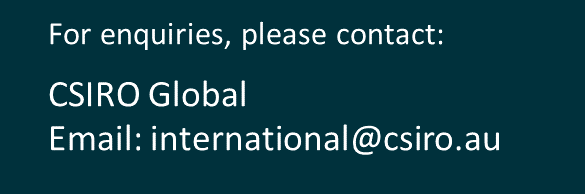 For enquiries, please contact:
CSIRO Global
Email: international@csiro.au